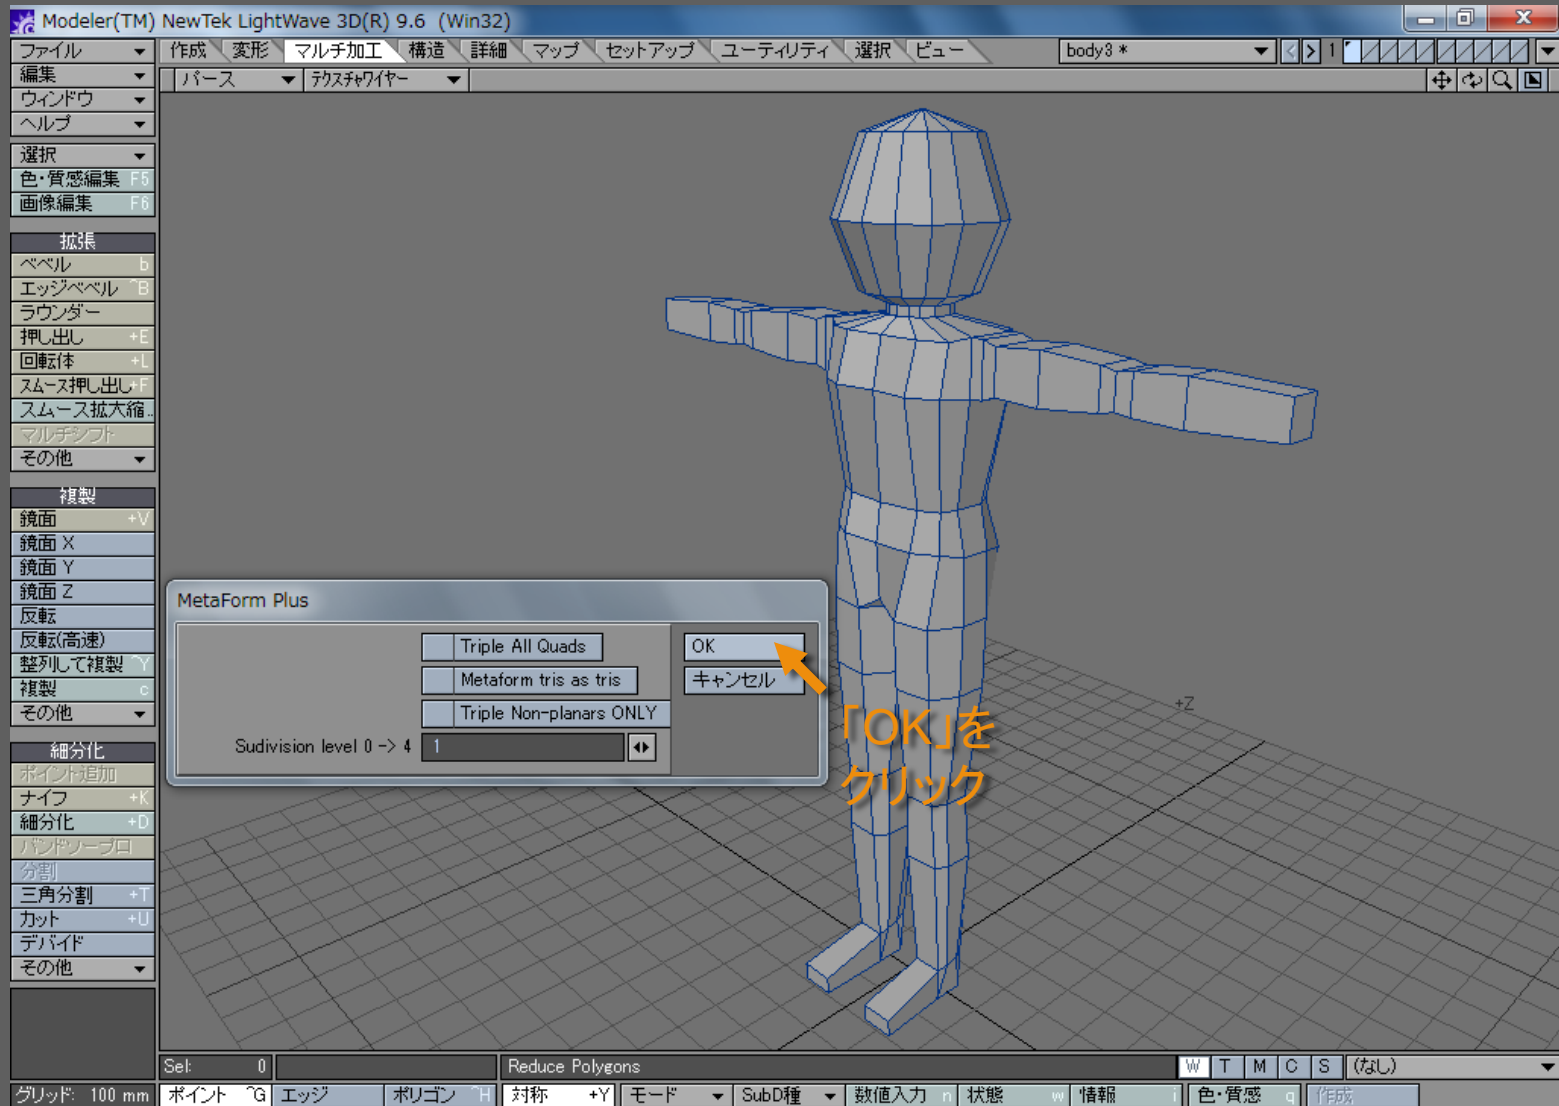 Modeler(TM) NewTek LightWave 3D(R) 9.6 (Win32)
ファイル
編集
ウィンドウ
ヘルプ
選択
色・質感編集 F5
画像編集 F6
拡張
ベベル b
エッジベベル ^B
ラウンダー
押し出し +E
回転体 +L
スムース押し出し +F
スムース拡大縮..
マルチシフト
その他
複製
鏡面 +V
鏡面 X
鏡面 Y
鏡面 Z
反転
反転(高速)
整列して複製 ^Y
複製 c
その他
細分化
ポイント追加
ナイフ +K
細分化 +D
バンドソープロ
分割
三角分割 +T
カット +U
デバイド
その他
グリッド: 100 mm
作成 変形 マルチ加工 構造 詳細 マップ セットアップ ユーティリティ 選択 ビュー body3 * < > 1
パース テクスチャワイヤー
MetaForm Plus
Triple All Quads
Metaform tris as tris
Triple Non-planars ONLY
Sudivision level 0 -> 4 1
OK
キャンセル
「OK」を
クリック
+Z
Sel: 0 Reduce Polygons W T M C S (なし)
ポイント ^G エッジ ポリゴン ^H 対称 +Y モード SubD種 数値入力 n 状態 w 情報 i 色・質感 q 作成